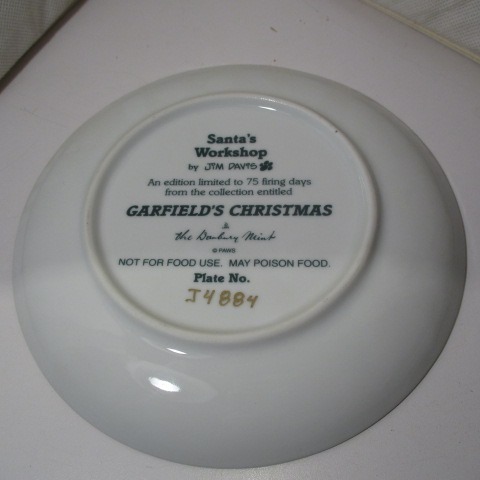 Santa's
Workshop
by JIM DAVIS
An edition limited to 75 firing days
from the collection entitled
GARFIELD'S CHRISTMAS
&
the Danbury Mint
© PAWS
NOT FOR FOOD USE. MAY POISON FOOD.
Plate No.
J4884